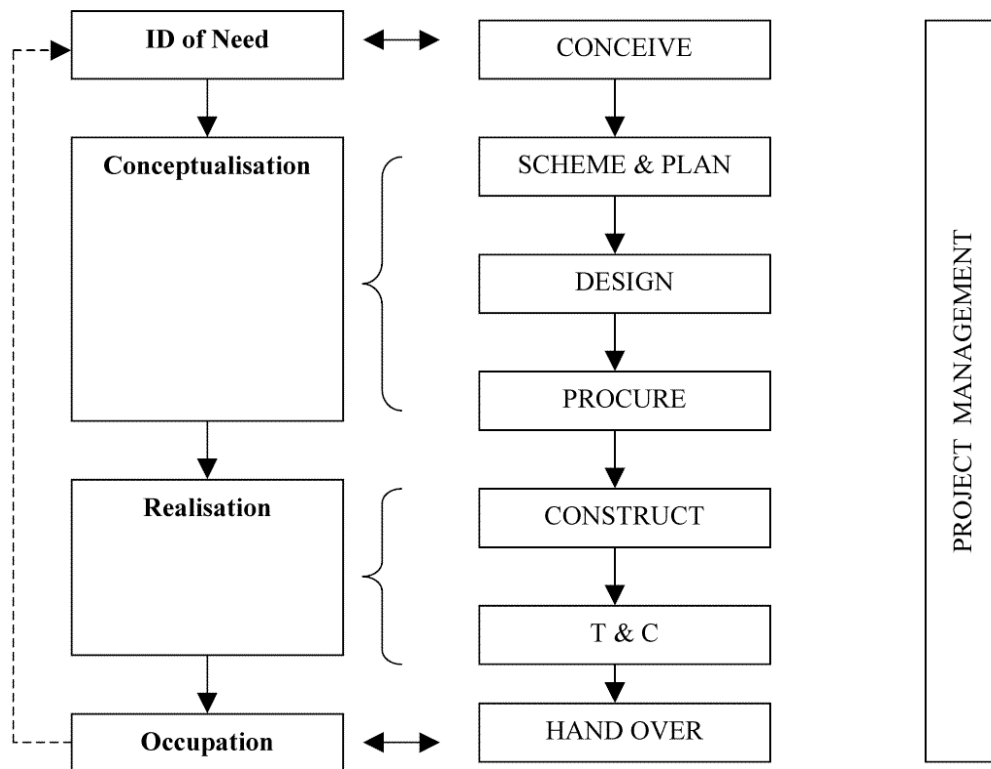 ID of Need
CONCEIVE
Conceptualisation
SCHEME & PLAN
DESIGN
PROCURE
Realisation
CONSTRUCT
T & C
Occupation
HAND OVER
PROJECT MANAGEMENT